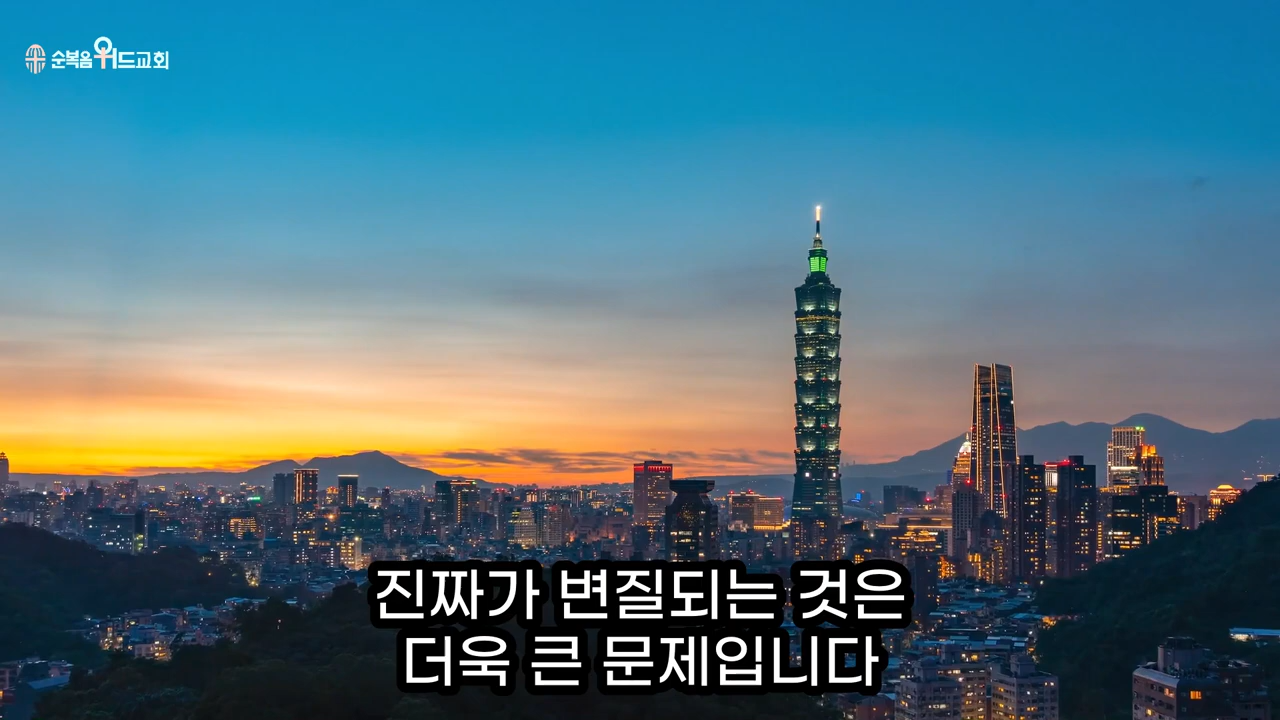 순복음워드교회
진짜가 변질되는 것은
더욱 큰 문제입니다